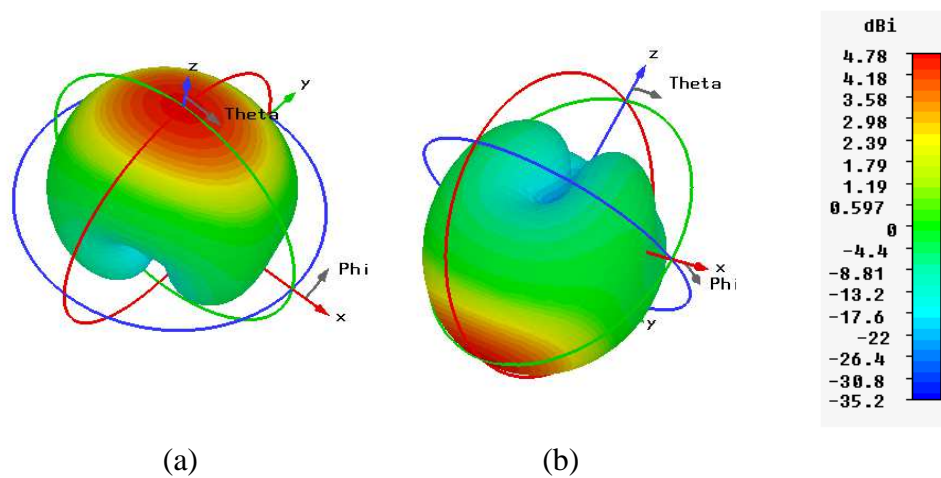 z
y
Theta
Phi
x
(a)
z
Theta
x
Phi
y
(b)
dBi
4.78
4.18
3.58
2.98
2.39
1.79
1.19
0.597
0
-4.4
-8.81
-13.2
-17.6
-22
-26.4
-30.8
-35.2